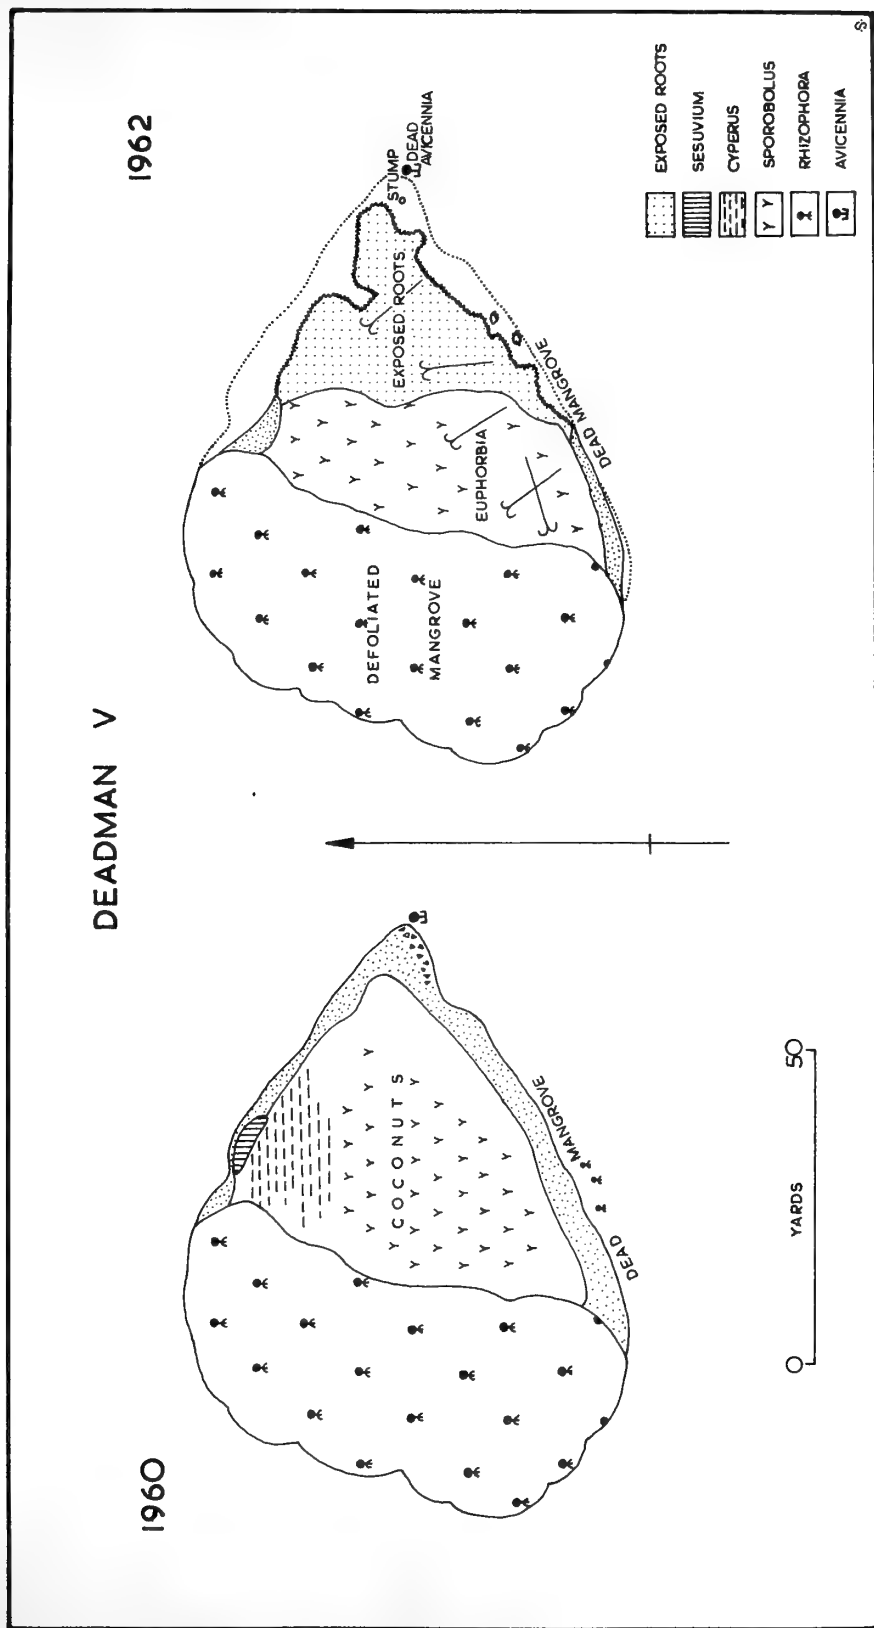 DEADMAN V
1960
COCONUTS
DEAD MANGROVE
0 50
YARDS
1962
STUMP
DEAD
AVICENNIA
EXPOSED ROOTS
EUPHORBIA
DEFOLIATED
MANGROVE
DEAD MANGROVE
EXPOSED ROOTS
SESUVIUM
CYPERUS
SPOROBOLUS
RHIZOPHORA
AVICENNIA